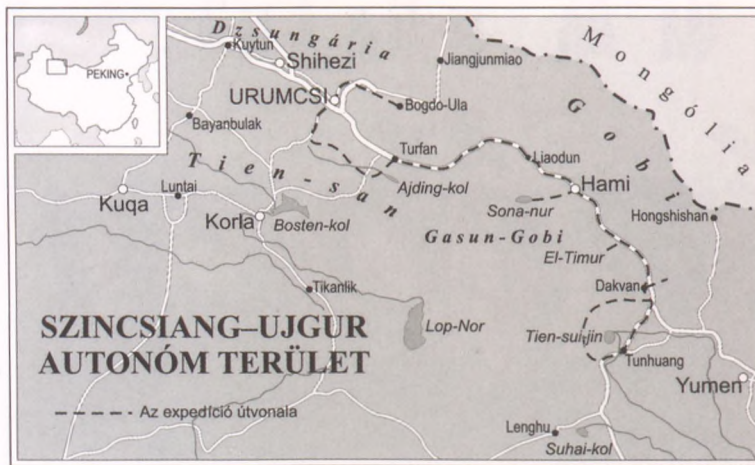 PEKING
Dzsungária
Kuytun
Shihezi
Jiangjunmiao
Mongólia
URUMCSI
Bogdo-Ula
Góbi
Bayanbulak
Turfan
Liaodun
Tien-san
Ajding-kol
Hami
Kuqa
Luntai
Sona-nur
Korla
Bosten-kol
Hongshishan
Gasun-Gobi
El-Timur
Tikanlik
Dakvan
SZINCSIANG–UJGUR
AUTONÓM TERÜLET
Lop-Nor
Tien-sui-jin
Tunhuang
Yumen
Az expedíció útvonala
Lenghu
Suhai-kol